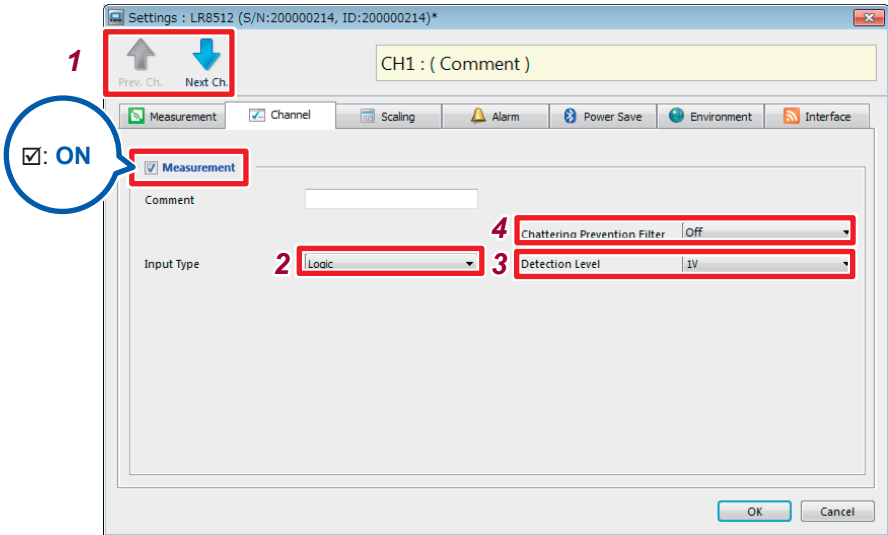 Settings : LR8512 (S/N:200000214, ID:200000214)*
1
Prev. Ch. Next Ch.
CH1 : ( Comment )
Measurement Channel Scaling Alarm Power Save Environment Interface
☑: ON
Measurement
Comment
4 Chattering Prevention Filter Off
Input Type 2 Logic 3 Detection Level 1V
OK Cancel